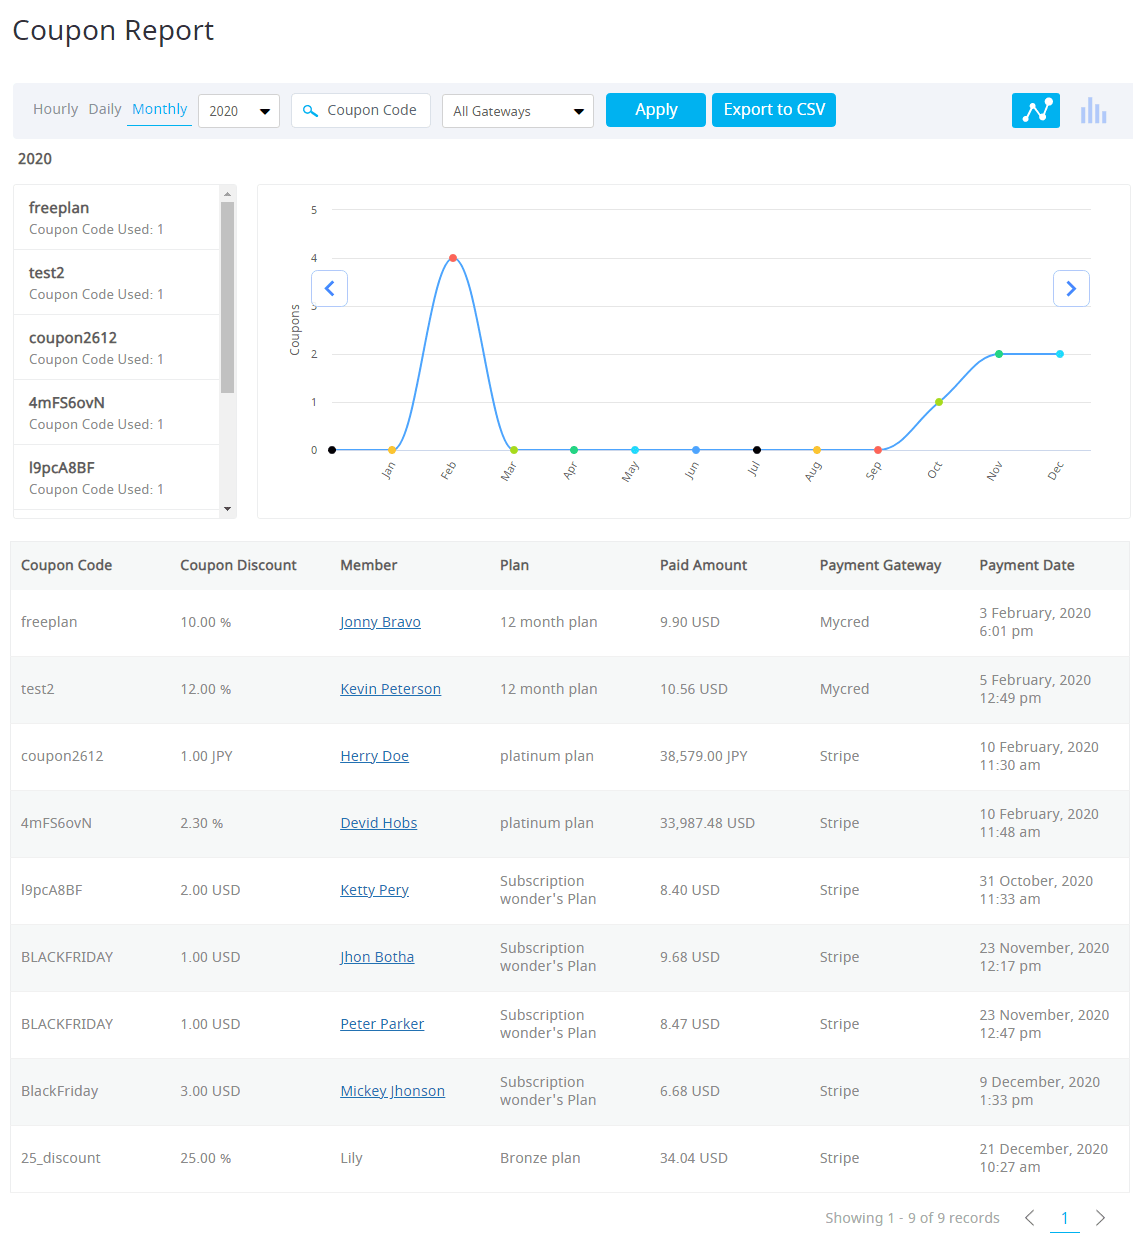 Coupon Report
Hourly Daily Monthly 2020 Coupon Code All Gateways Apply Export to CSV
2020
freeplan
Coupon Code Used: 1
test2
Coupon Code Used: 1
coupon2612
Coupon Code Used: 1
4mFS6ovN
Coupon Code Used: 1
l9pcA8BF
Coupon Code Used: 1
Coupons
5
4
3
2
1
0
Jan Feb Mar Apr May Jun Jul Aug Sep Oct Nov Dec
Coupon Code Coupon Discount Member Plan Paid Amount Payment Gateway Payment Date
freeplan 10.00 % Jonny Bravo 12 month plan 9.90 USD Mycred 3 February, 2020
6:01 pm
test2 12.00 % Kevin Peterson 12 month plan 10.56 USD Mycred 5 February, 2020
12:49 pm
coupon2612 1.00 JPY Herry Doe platinum plan 38,579.00 JPY Stripe 10 February, 2020
11:30 am
4mFS6ovN 2.30 % Devid Hobs platinum plan 33,987.48 USD Stripe 10 February, 2020
11:48 am
l9pcA8BF 2.00 USD Ketty Pery Subscription
wonder's Plan 8.40 USD Stripe 31 October, 2020
11:33 am
BLACKFRIDAY 1.00 USD Jhon Botha Subscription
wonder's Plan 9.68 USD Stripe 23 November, 2020
12:17 pm
BLACKFRIDAY 1.00 USD Peter Parker Subscription
wonder's Plan 8.47 USD Stripe 23 November, 2020
12:47 pm
BlackFriday 3.00 USD Mickey Jhonson Subscription
wonder's Plan 6.68 USD Stripe 9 December, 2020
1:33 pm
25_discount 25.00 % Lily Bronze plan 34.04 USD Stripe 21 December, 2020
10:27 am
Showing 1 - 9 of 9 records 1